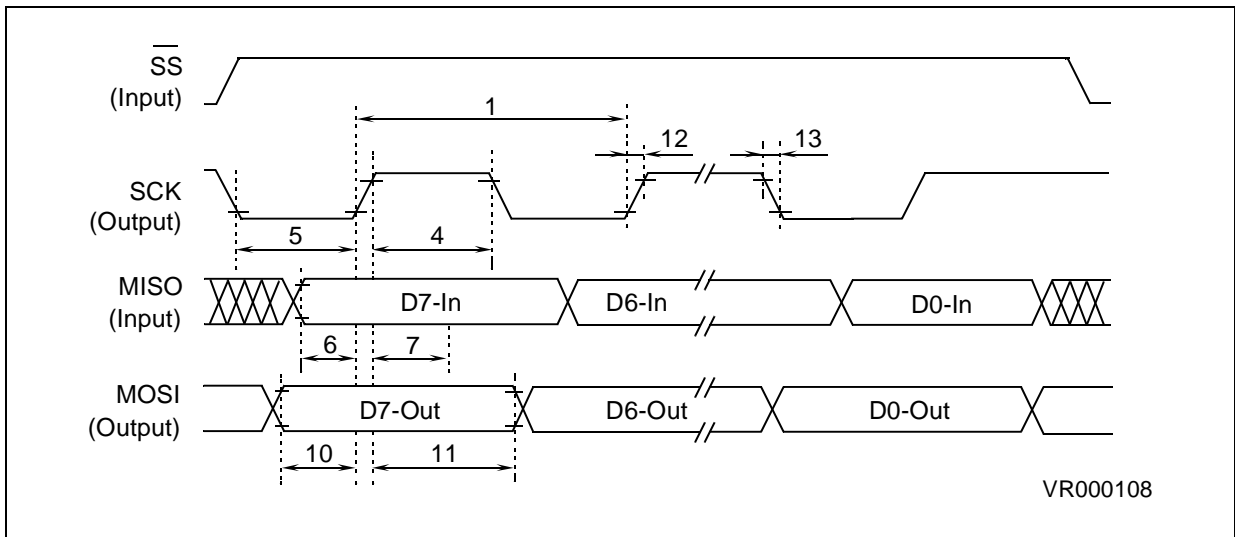 SS
(Input)
1
12
13
SCK
(Output)
5
4
MISO
(Input)
D7-In
D6-In
D0-In
6
7
MOSI
(Output)
D7-Out
D6-Out
D0-Out
10
11
VR000108